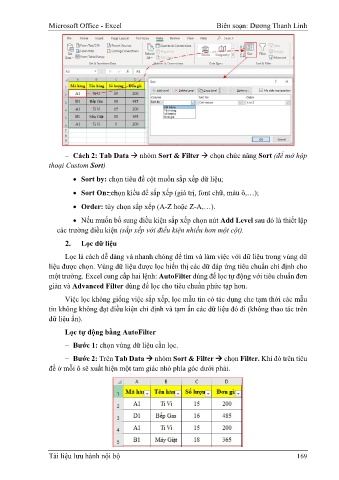 Microsoft Office - Excel
Biên soạn: Dương Thanh Linh
– Cách 2: Tab Data → nhóm Sort & Filter → chọn chức năng Sort (để mở hộp
thoại Custom Sort)
• Sort by: chọn tiêu đề cột muốn sắp xếp dữ liệu;
• Sort On: chọn kiểu để sắp xếp (giá trị, font chữ, màu ô,…);
• Order: tùy chọn sắp xếp (A-Z hoặc Z-A,…).
• Nếu muốn bổ sung điều kiện sắp xếp chọn nút Add Level sau đó là thiết lập
các trường điều kiện (sắp xếp với điều kiện nhiều hơn một cột).
2. Lọc dữ liệu
Lọc là cách dễ dàng và nhanh chóng để tìm và làm việc với dữ liệu trong vùng dữ
liệu được chọn. Vùng dữ liệu được lọc hiển thị các dữ đáp ứng tiêu chuẩn chỉ định cho
một trường. Excel cung cấp hai lệnh: AutoFilter dùng để lọc tự động với tiêu chuẩn đơn
giản và Advanced Filter dùng để lọc cho tiêu chuẩn phức tạp hơn.
Việc lọc không giống việc sắp xếp, lọc mẫu tin có tác dụng che tạm thời các mẫu
tin không không đạt điều kiện chỉ định và tạm ẩn các dữ liệu đó đi (không thao tác trên
dữ liệu ẩn).
Lọc tự động bằng AutoFilter
– Bước 1: chọn vùng dữ liệu cần lọc.
– Bước 2: Trên Tab Data → nhóm Sort & Filter → chọn Filter. Khi đó trên tiêu
đề ở mỗi ô sẽ xuất hiện một tam giác nhỏ phía góc dưới phải.
A B C D
1 Mã hàn Tên hàn Số lượn Đơn gi
2 A1 Ti Vi 15 200
3 D1 Bếp Gas 16 485
4 A1 Ti Vi 15 200
5 B1 Máy Giặt 18 365
Tài liệu lưu hành nội bộ
169